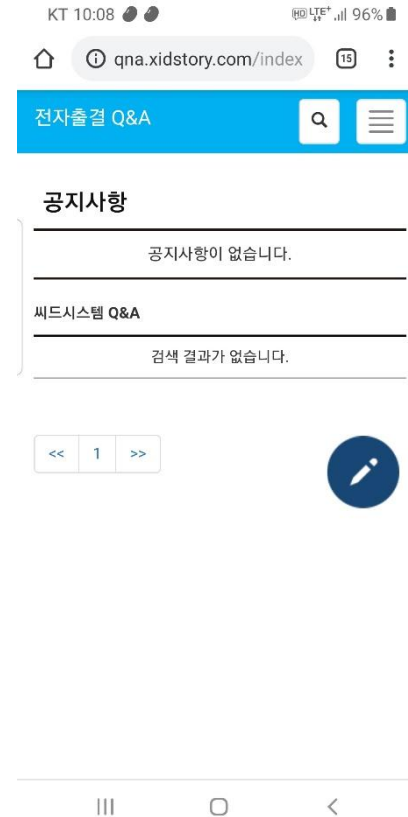 KT 10:08
HD LTE+ 96%
qna.xidstory.com/index
15
전자출결 Q&A
공지사항
공지사항이 없습니다.
씨드시스템 Q&A
검색 결과가 없습니다.
<< 1 >>